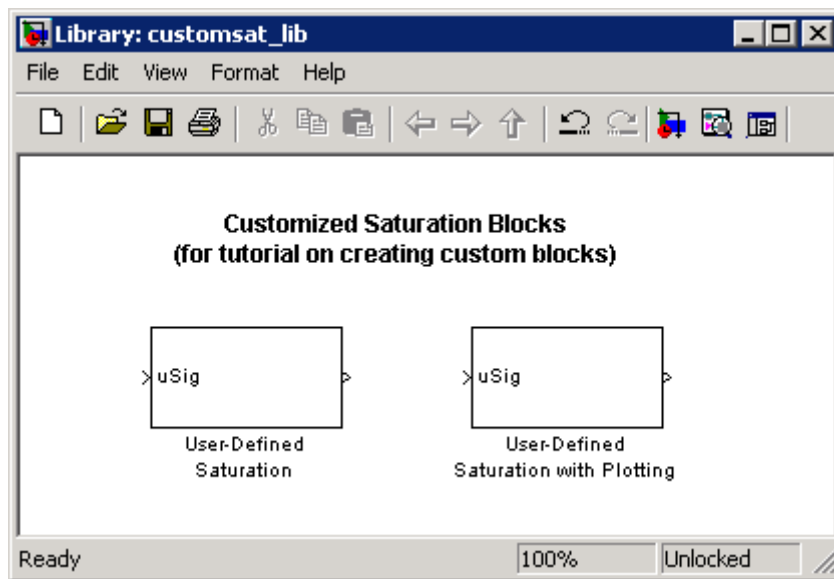 Library: customsat_lib
File Edit View Format Help
Customized Saturation Blocks
(for tutorial on creating custom blocks)
uSig
User-Defined
Saturation
uSig
User-Defined
Saturation with Plotting
Ready 100% Unlocked